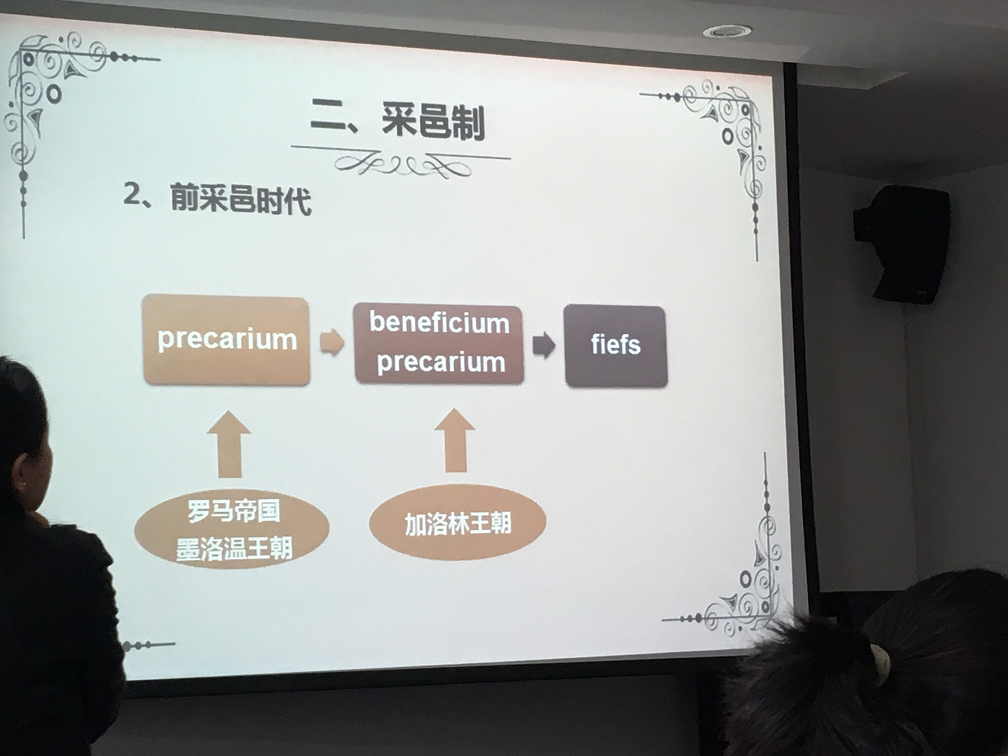 二、采邑制
2、前采邑时代
precarium
beneficium
precarium
fiefs
罗马帝国
墨洛温王朝
加洛林王朝